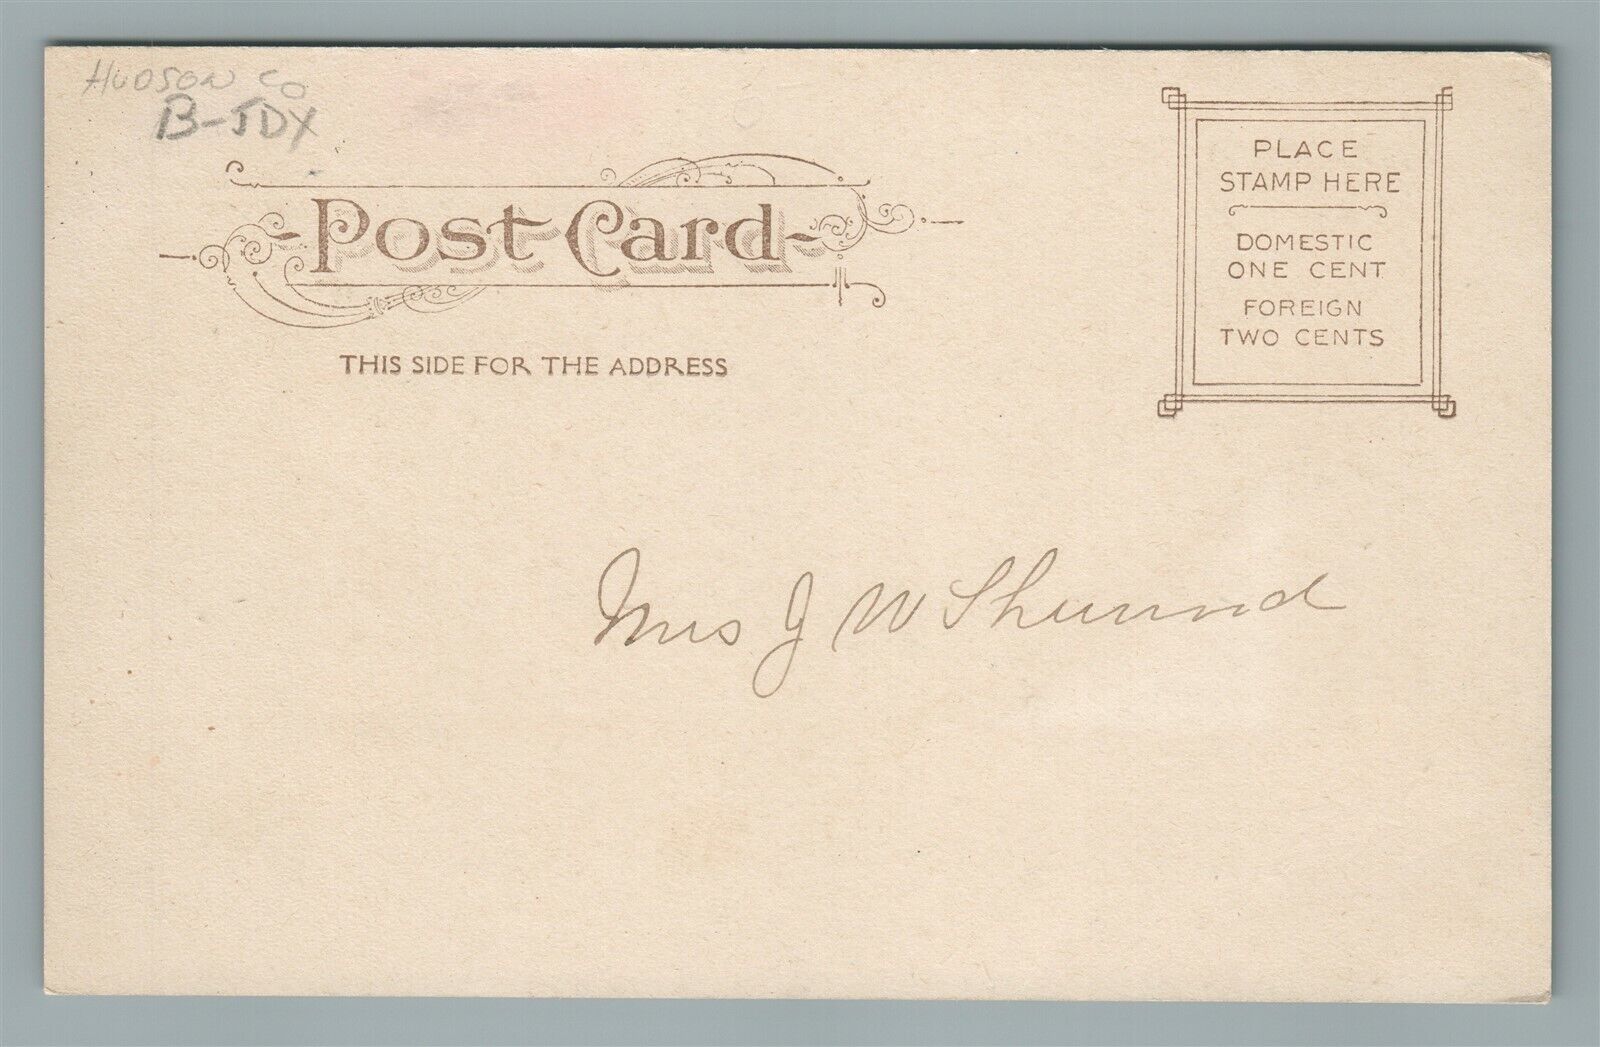 HUDSON CO
B-JDX
Post Card
THIS SIDE FOR THE ADDRESS
PLACE
STAMP HERE
DOMESTIC
ONE CENT
FOREIGN
TWO CENTS
Mrs J W